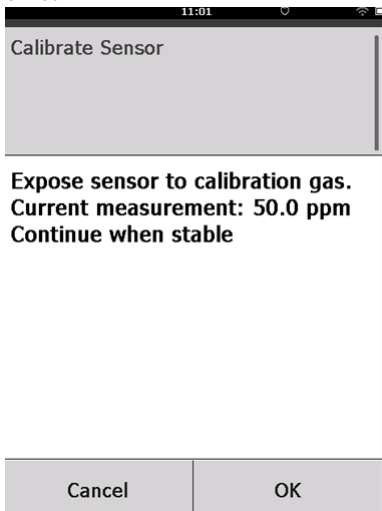 11:01
Calibrate Sensor
Expose sensor to calibration gas.
Current measurement: 50.0 ppm
Continue when stable
Cancel
OK